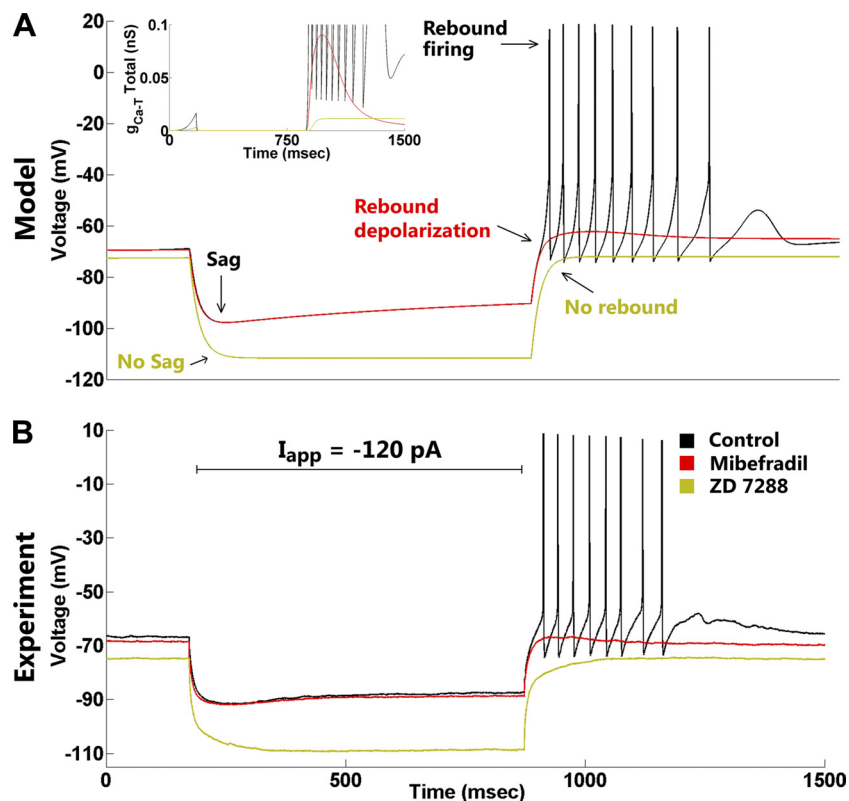 A
Model
Voltage (mV)
20
0
-20
-40
-60
-80
-100
-120
gCa-T Total (nS)
0.1
0.05
0
0
750
1500
Time (msec)
Rebound
firing
Rebound
depolarization
Sag
No Sag
No rebound
B
Experiment
Voltage (mV)
10
-10
-30
-50
-70
-90
-110
Iapp = -120 pA
Control
Mibefradil
ZD 7288
0
500
1000
1500
Time (msec)